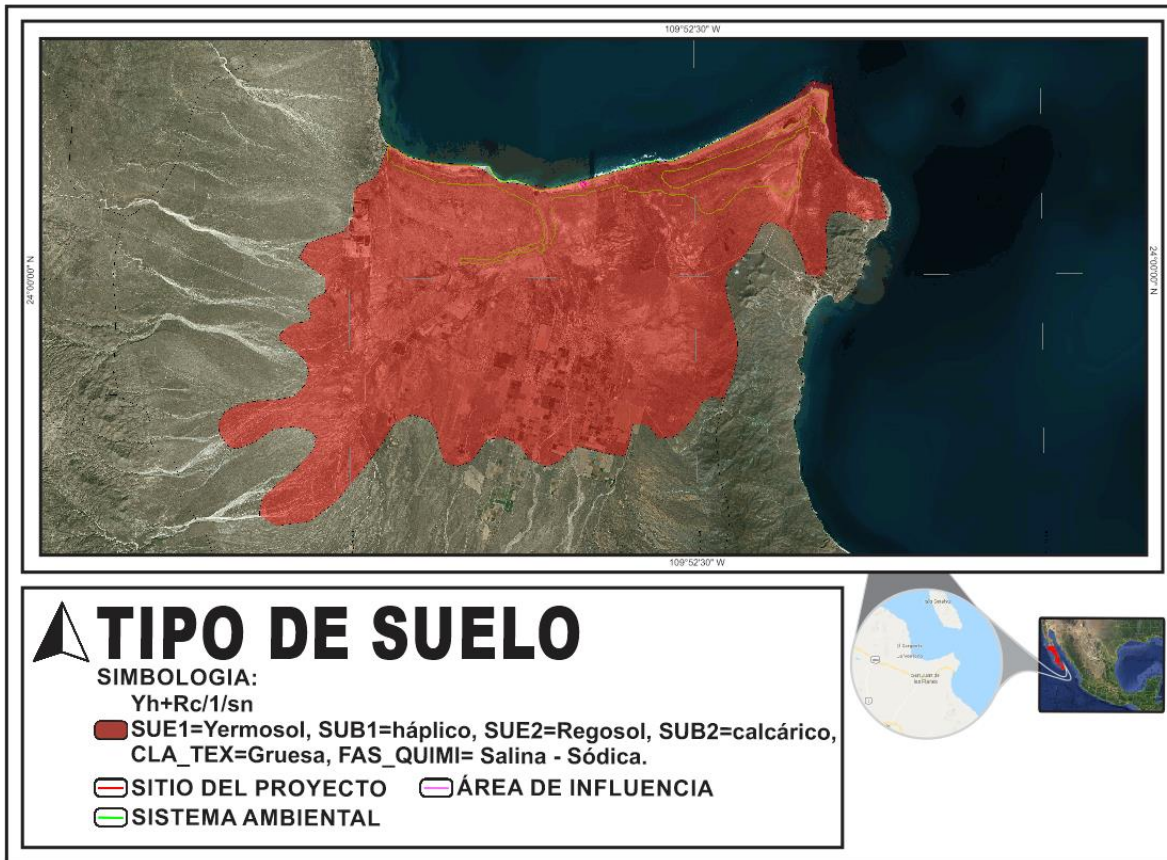 109°52'30" W
24°00'00" N
24°00'00" N
109°52'30" W
TIPO DE SUELO
SIMBOLOGIA:
Yh+Rc/1/sn
SUE1=Yermosol, SUB1=háplico, SUE2=Regosol, SUB2=calcárico,
CLA_TEX=Gruesa, FAS_QUIMI= Salina - Sódica.
SITIO DEL PROYECTO ÁREA DE INFLUENCIA
SISTEMA AMBIENTAL